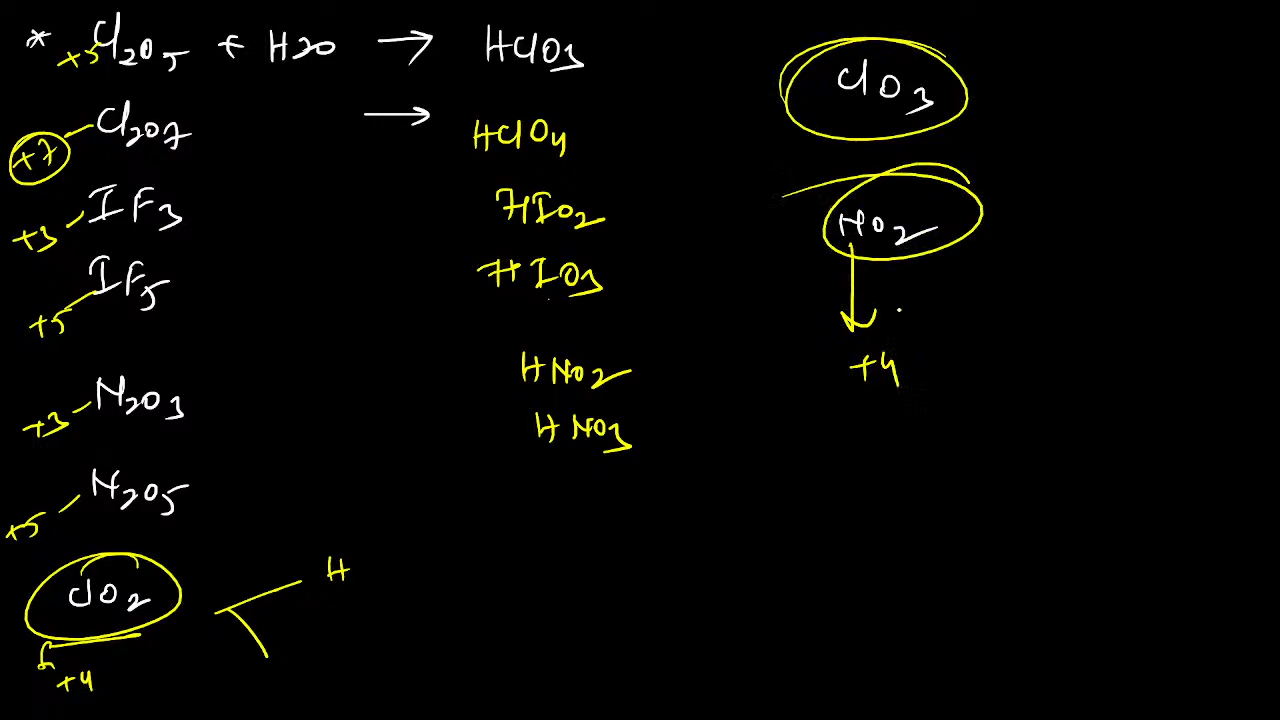 * +5 Cl2O5 + H2O → HClO3
+7 Cl2O7 → HClO4
+3 IF3 HIO2
+5 IF5 HIO3
+3 N2O3 HNO2
HNO3
+5 N2O5
ClO2 H
+4
ClO3
NO2
+4